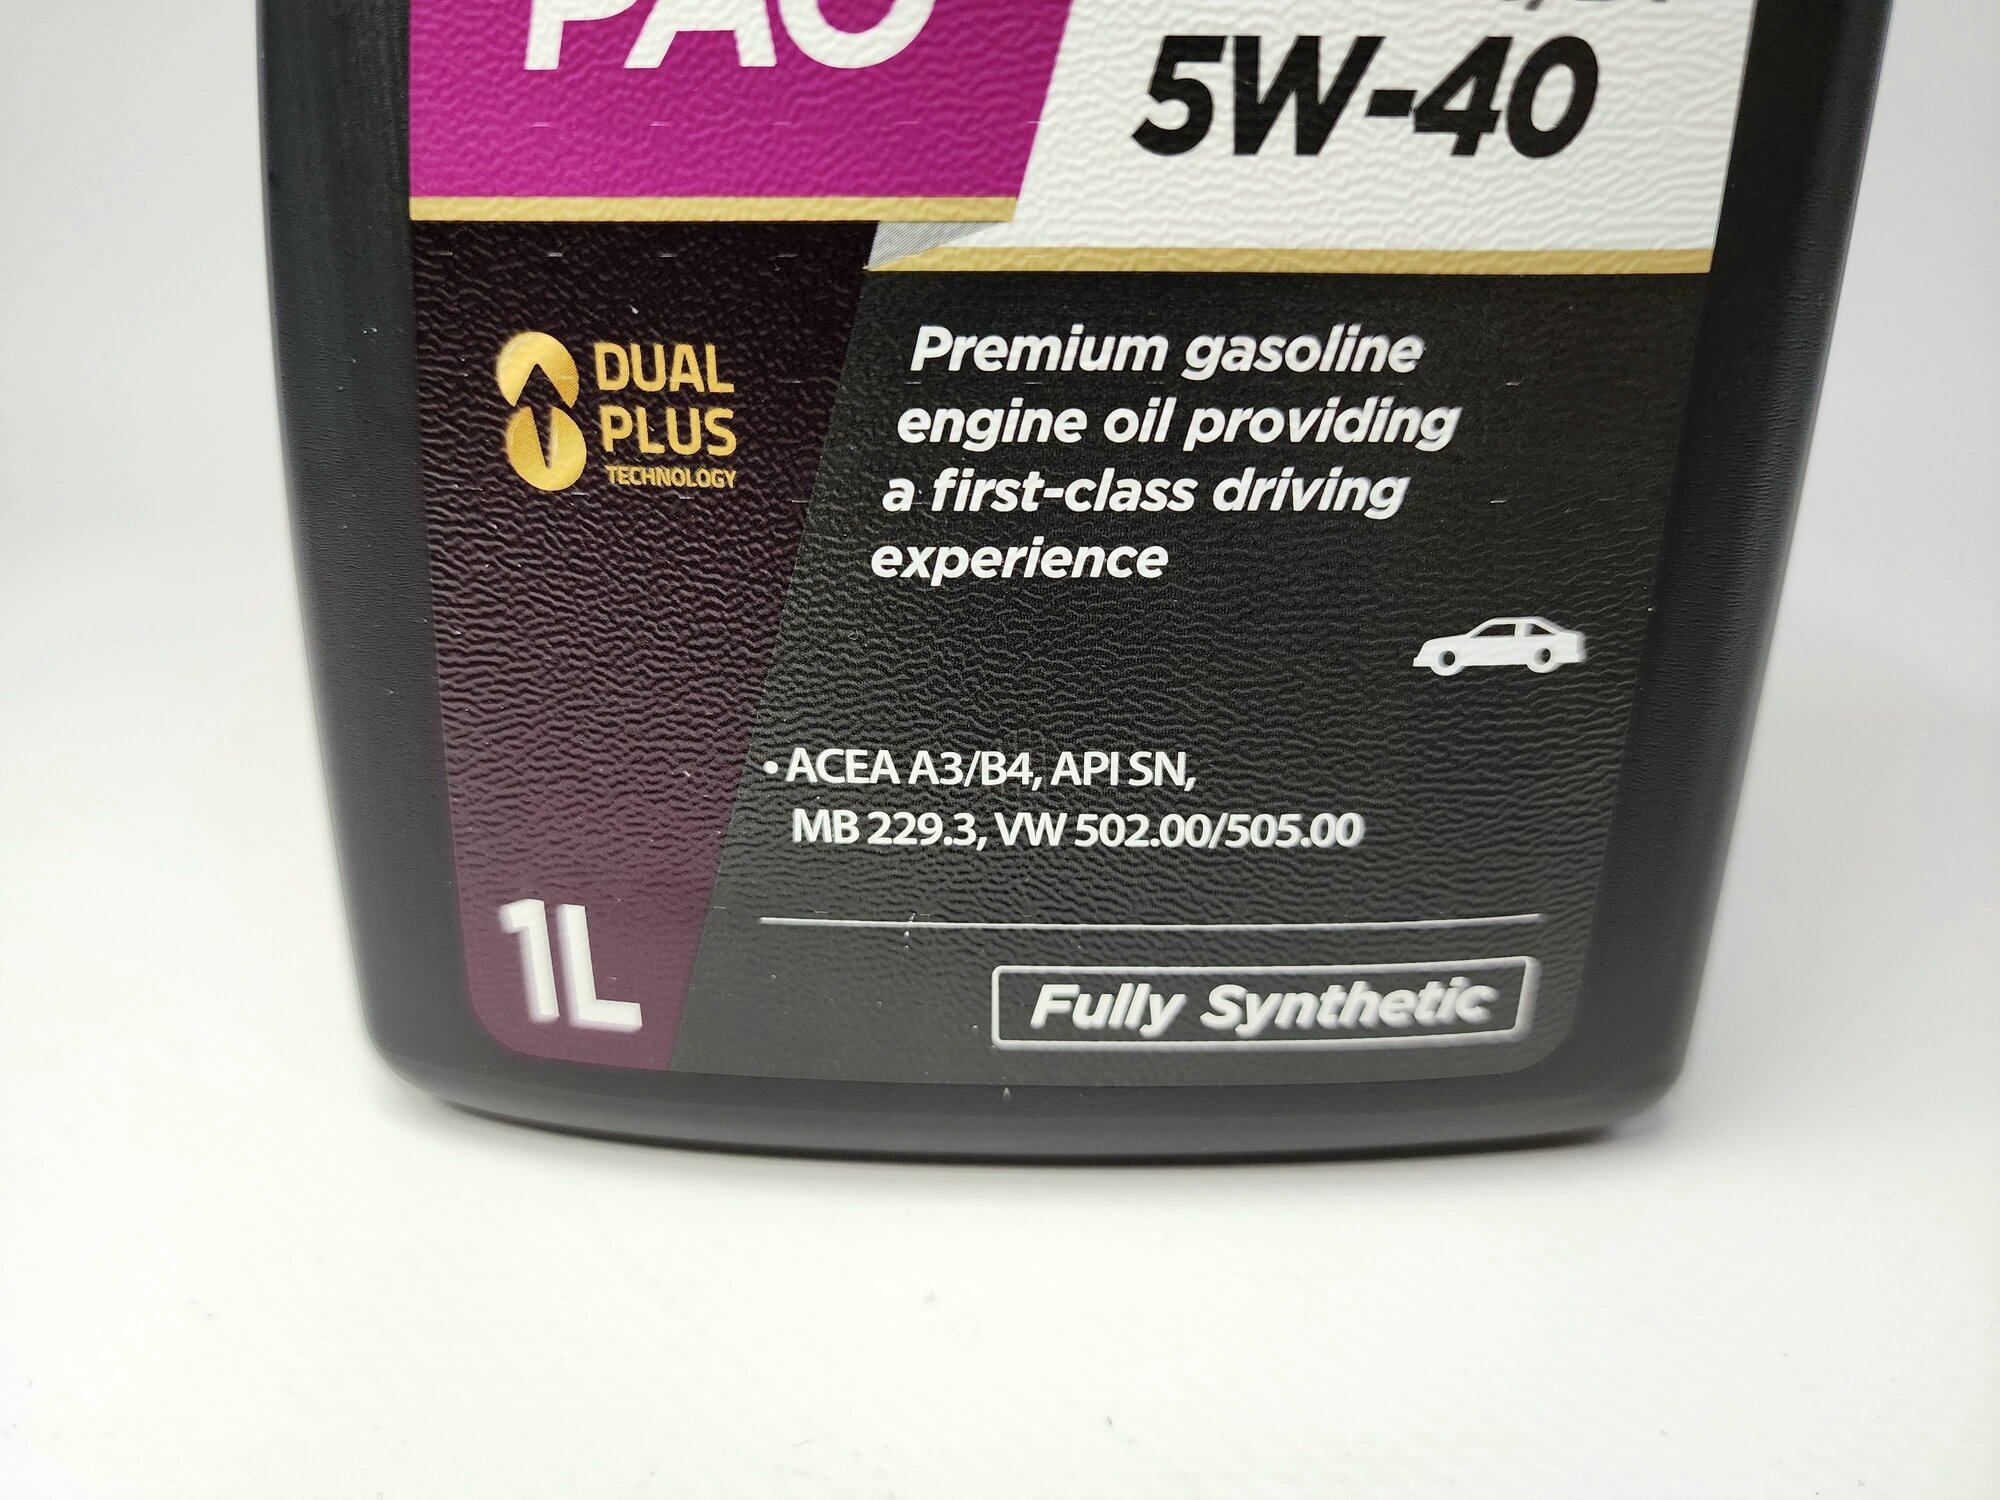 PAO
5W-40
DUAL
PLUS
TECHNOLOGY
Premium gasoline
engine oil providing
a first-class driving
experience
• ACEA A3/B4, API SN,
MB 229.3, VW 502.00/505.00
1L
Fully Synthetic